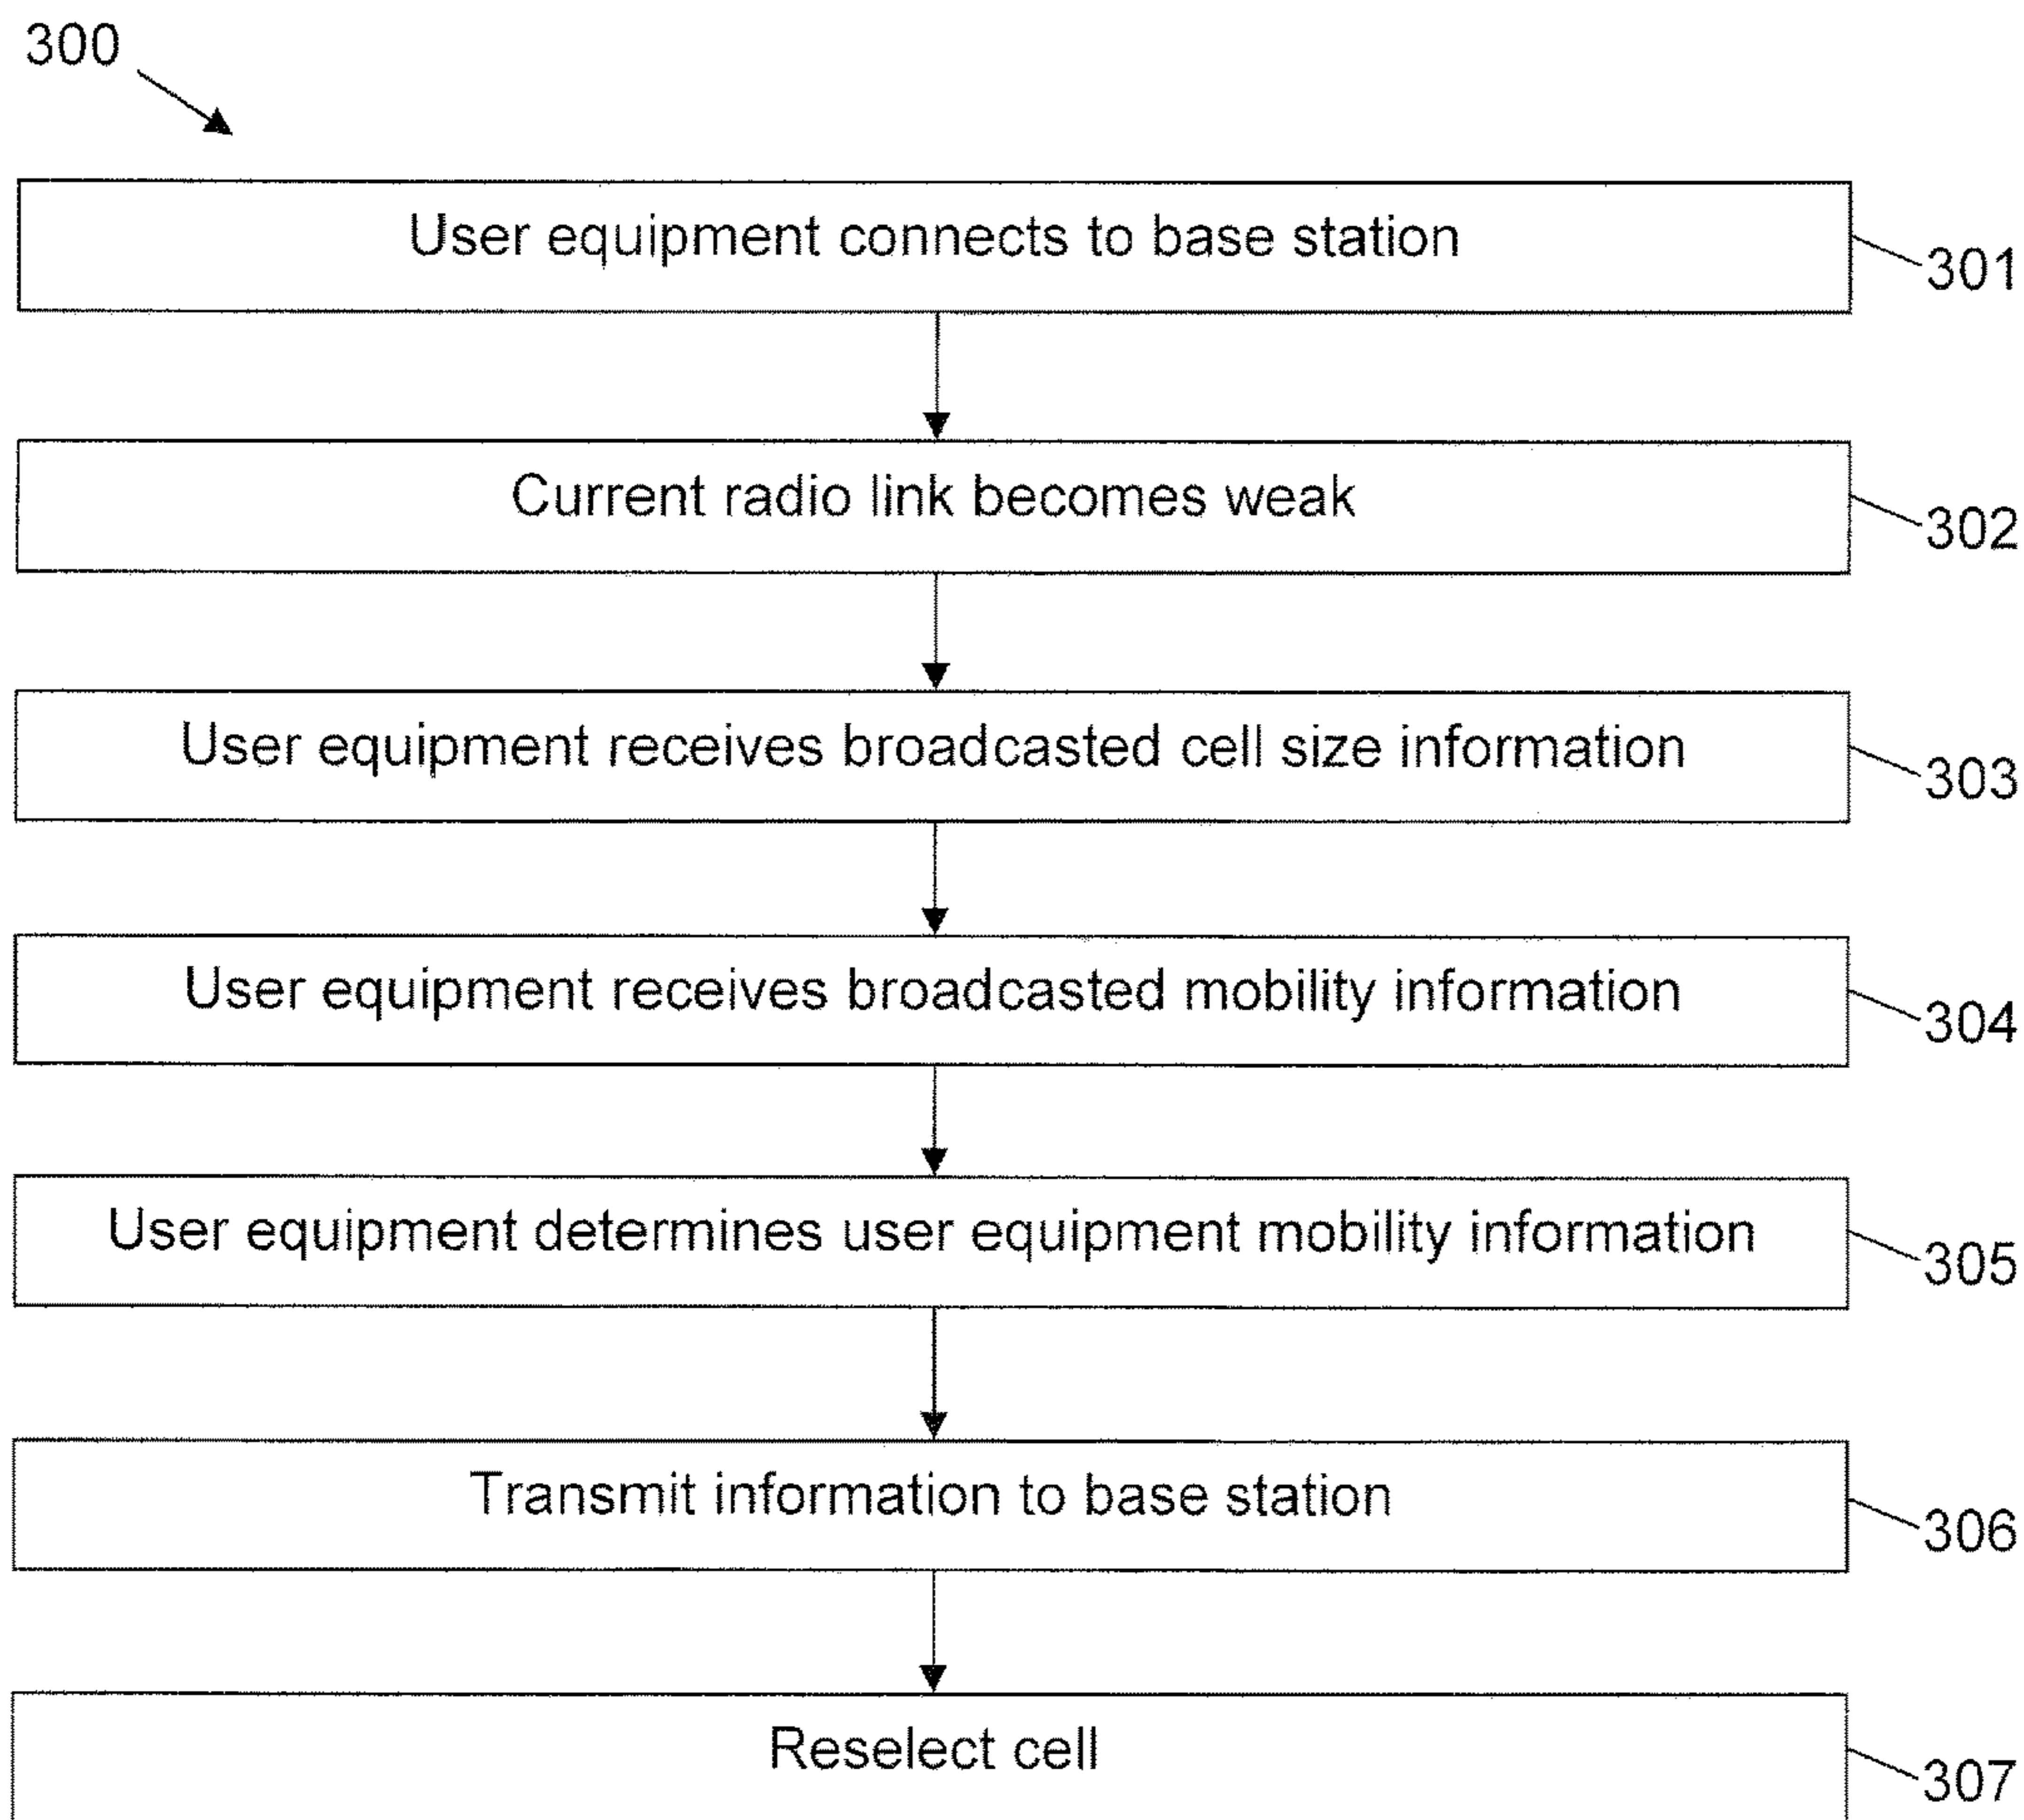 300
User equipment connects to base station
301
Current radio link becomes weak
302
User equipment receives broadcasted cell size information
303
User equipment receives broadcasted mobility information
304
User equipment determines user equipment mobility information
305
Transmit information to base station
306
Reselect cell
307